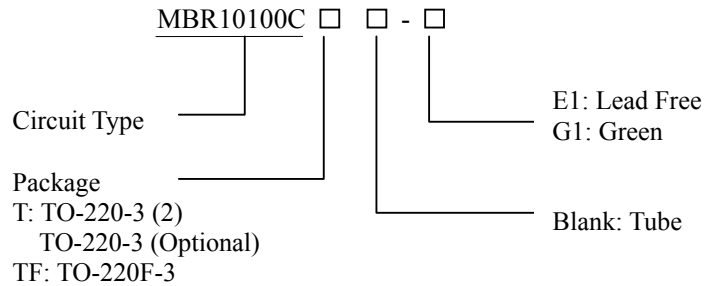 MBR10100C □ □ - □
Circuit Type
E1: Lead Free
G1: Green
Package
T: TO-220-3 (2)
TO-220-3 (Optional)
TF: TO-220F-3
Blank: Tube